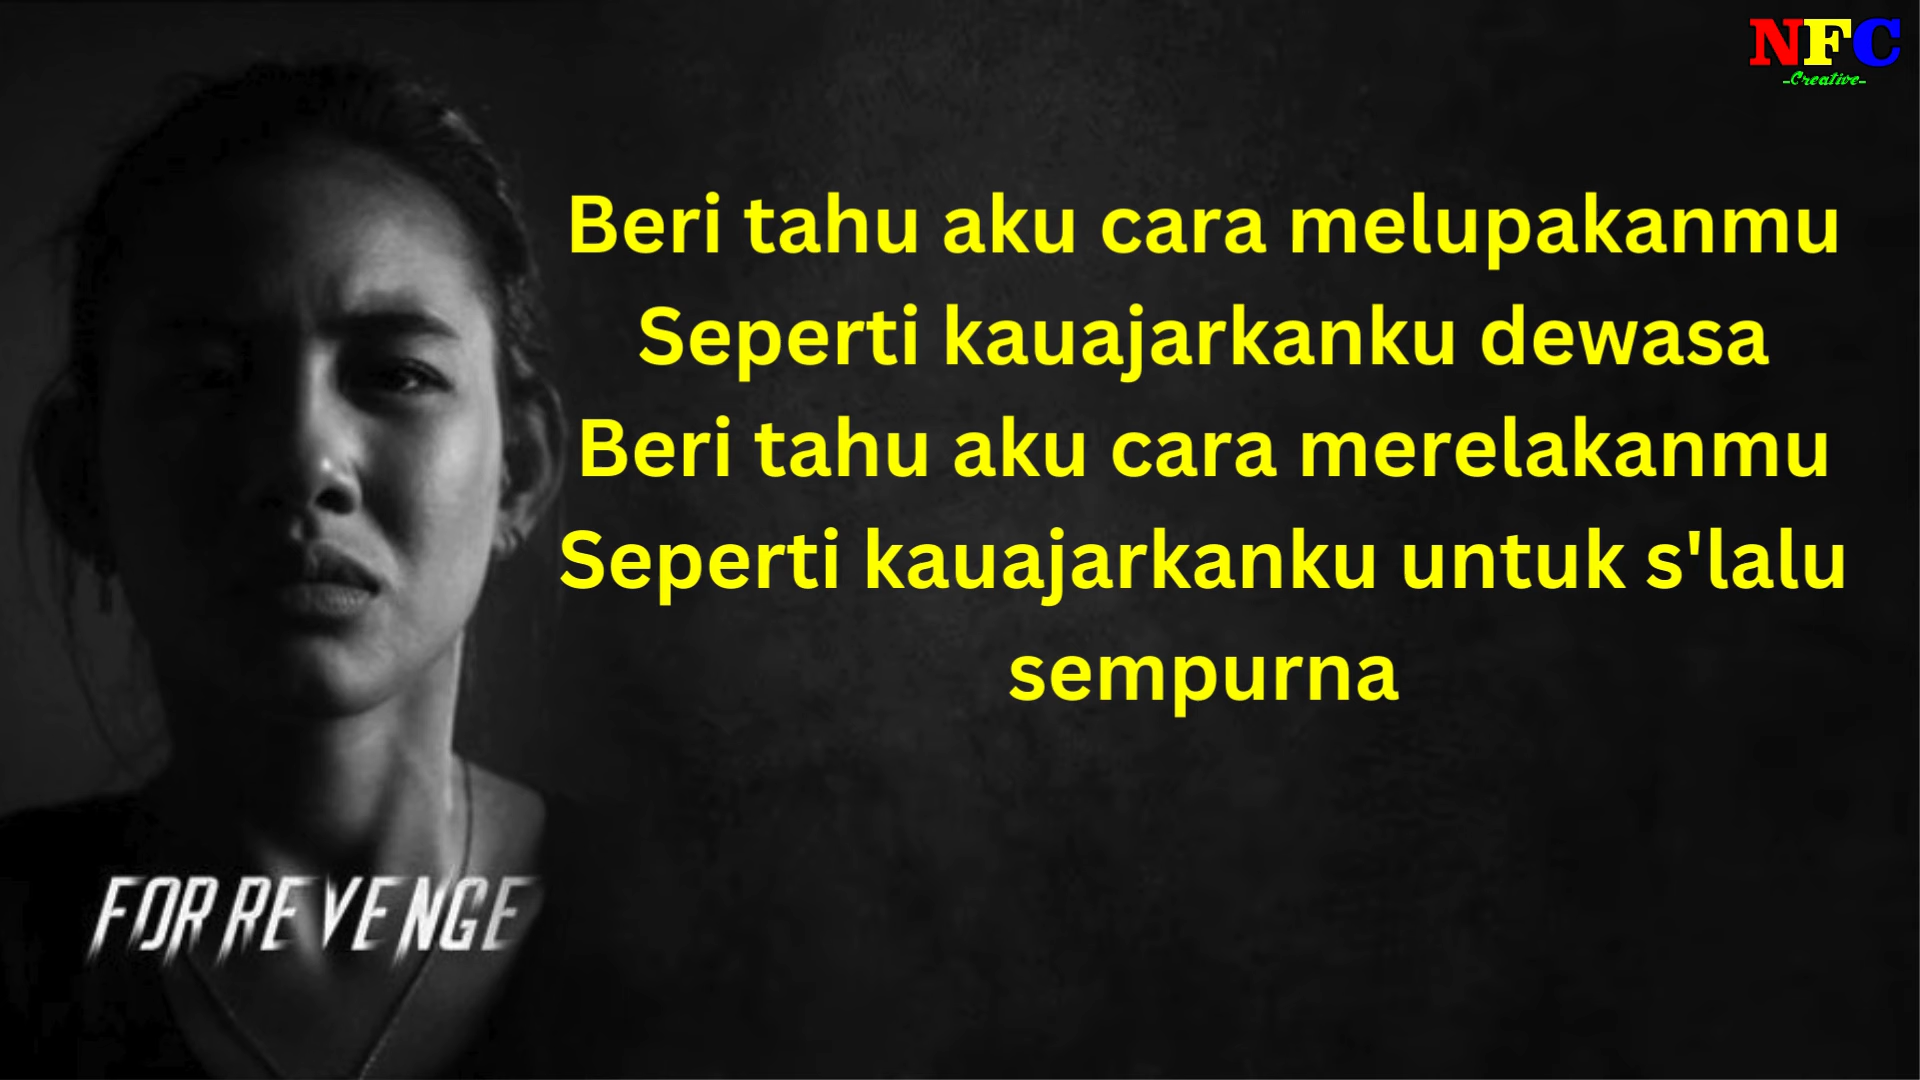 NFC
-Creative-
Beri tahu aku cara melupakanmu
Seperti kauajarkanku dewasa
Beri tahu aku cara merelakanmu
Seperti kauajarkanku untuk s'lalu
sempurna
FOR REVENGE